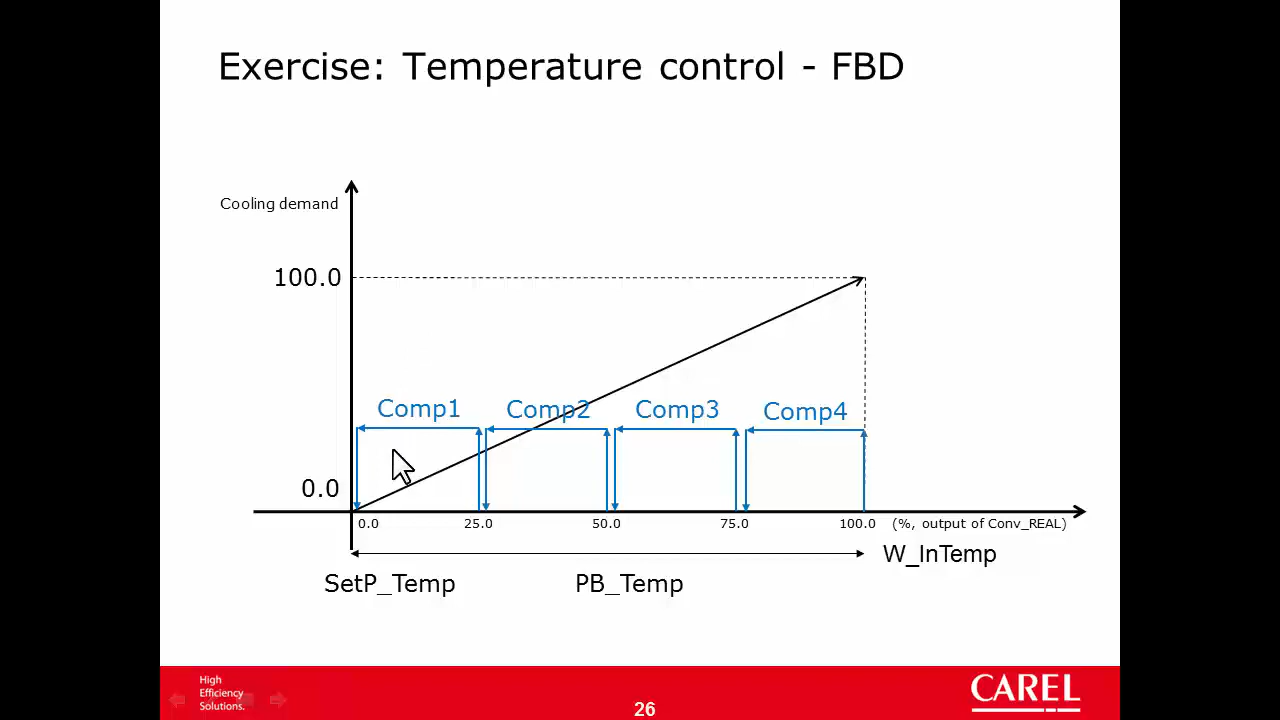 Exercise: Temperature control - FBD
Cooling demand
100.0
Comp1 Comp2 Comp3 Comp4
0.0
0.0 25.0 50.0 75.0 100.0 (%, output of Conv_REAL)
W_InTemp
SetP_Temp PB_Temp
High
Efficiency
Solutions.
CAREL
26